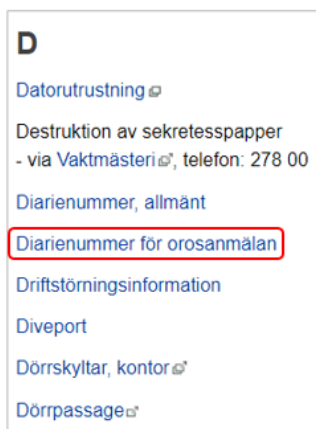 D
Datorutrustning
Destruktion av sekretesspapper
- via Vaktmästeri, telefon: 278 00
Diarienummer, allmänt
Diarienummer för orosanmälan
Driftstörningsinformation
Diveport
Dörrskyltar, kontor
Dörrpassage